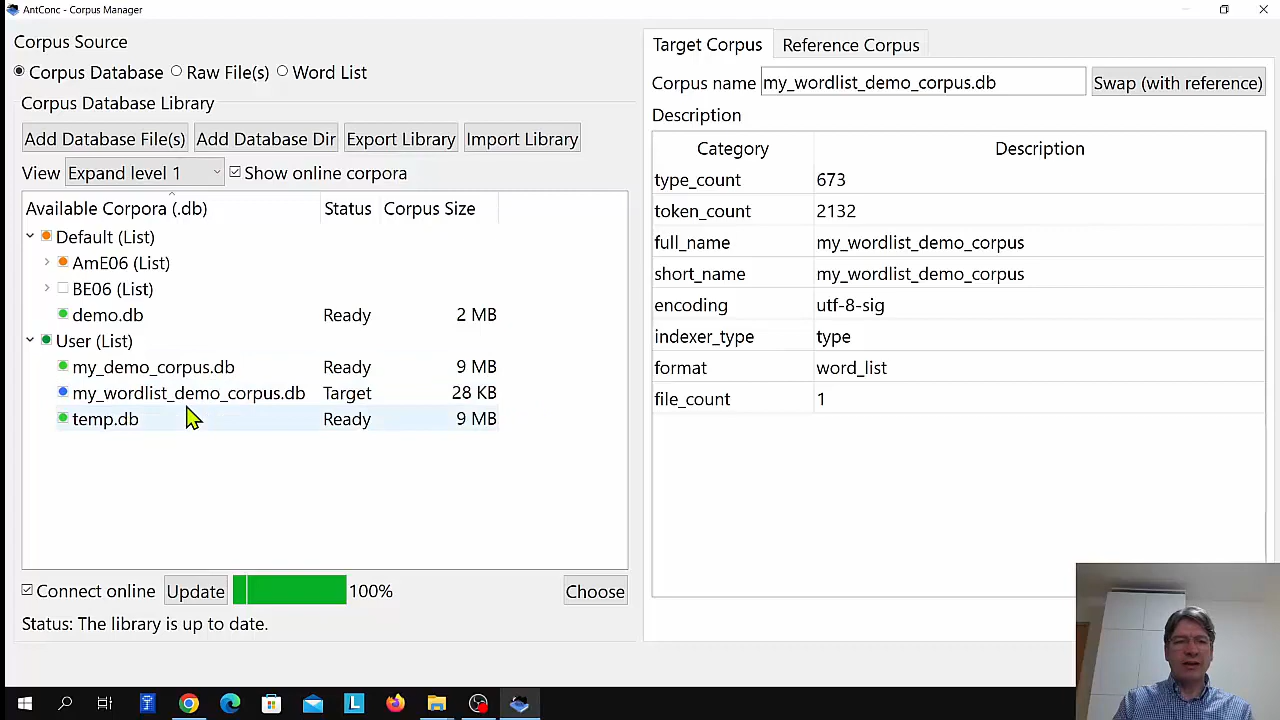 AntConc - Corpus Manager
Corpus Source
Corpus Database Raw File(s) Word List
Corpus Database Library
Add Database File(s) Add Database Dir Export Library Import Library
View Expand level 1 Show online corpora
Available Corpora (.db) Status Corpus Size
Default (List)
AmE06 (List)
BE06 (List)
demo.db Ready 2 MB
User (List)
my_demo_corpus.db Ready 9 MB
my_wordlist_demo_corpus.db Target 28 KB
temp.db Ready 9 MB
Connect online Update 100% Choose
Status: The library is up to date.
Target Corpus Reference Corpus
Corpus name my_wordlist_demo_corpus.db Swap (with reference)
Description
Category Description
type_count 673
token_count 2132
full_name my_wordlist_demo_corpus
short_name my_wordlist_demo_corpus
encoding utf-8-sig
indexer_type type
format word_list
file_count 1
L